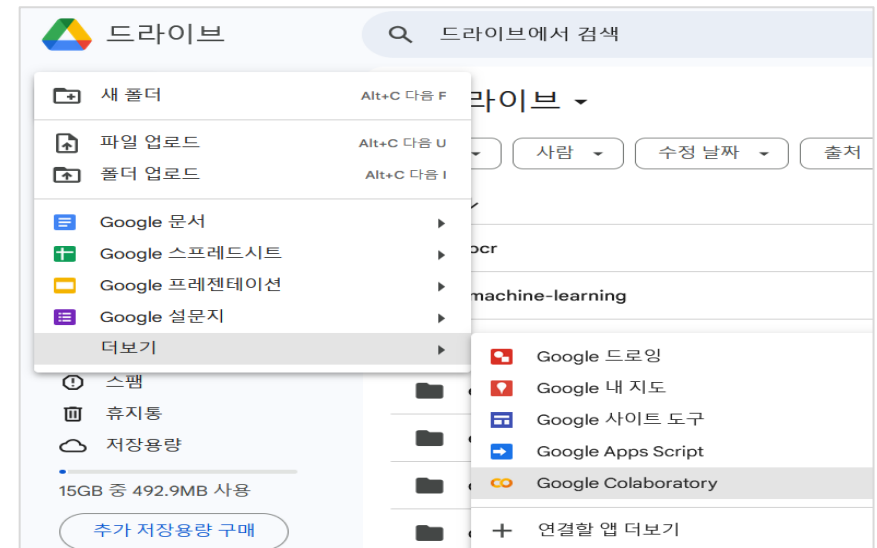 드라이브
드라이브에서 검색
새 폴더 Alt+C 다음 F
라이브
파일 업로드 Alt+C 다음 U
사람 수정 날짜 출처
폴더 업로드 Alt+C 다음 I
Google 문서
Google 스프레드시트
ocr
Google 프레젠테이션
machine-learning
Google 설문지
더보기
Google 드로잉
스팸
Google 내 지도
휴지통
Google 사이트 도구
저장용량
Google Apps Script
Google Colaboratory
15GB 중 492.9MB 사용
추가 저장용량 구매
연결할 앱 더보기